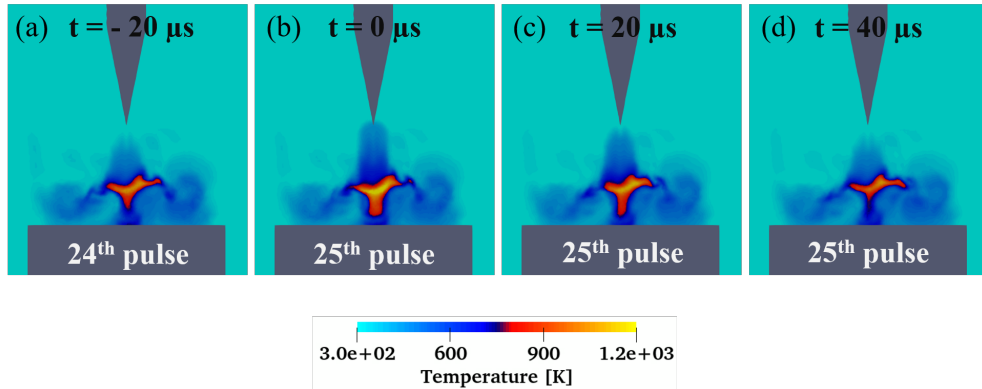 (a) t = - 20 µs
(b) t = 0 µs
(c) t = 20 µs
(d) t = 40 µs
24th pulse
25th pulse
25th pulse
25th pulse
3.0e+02 600 900 1.2e+03
Temperature [K]